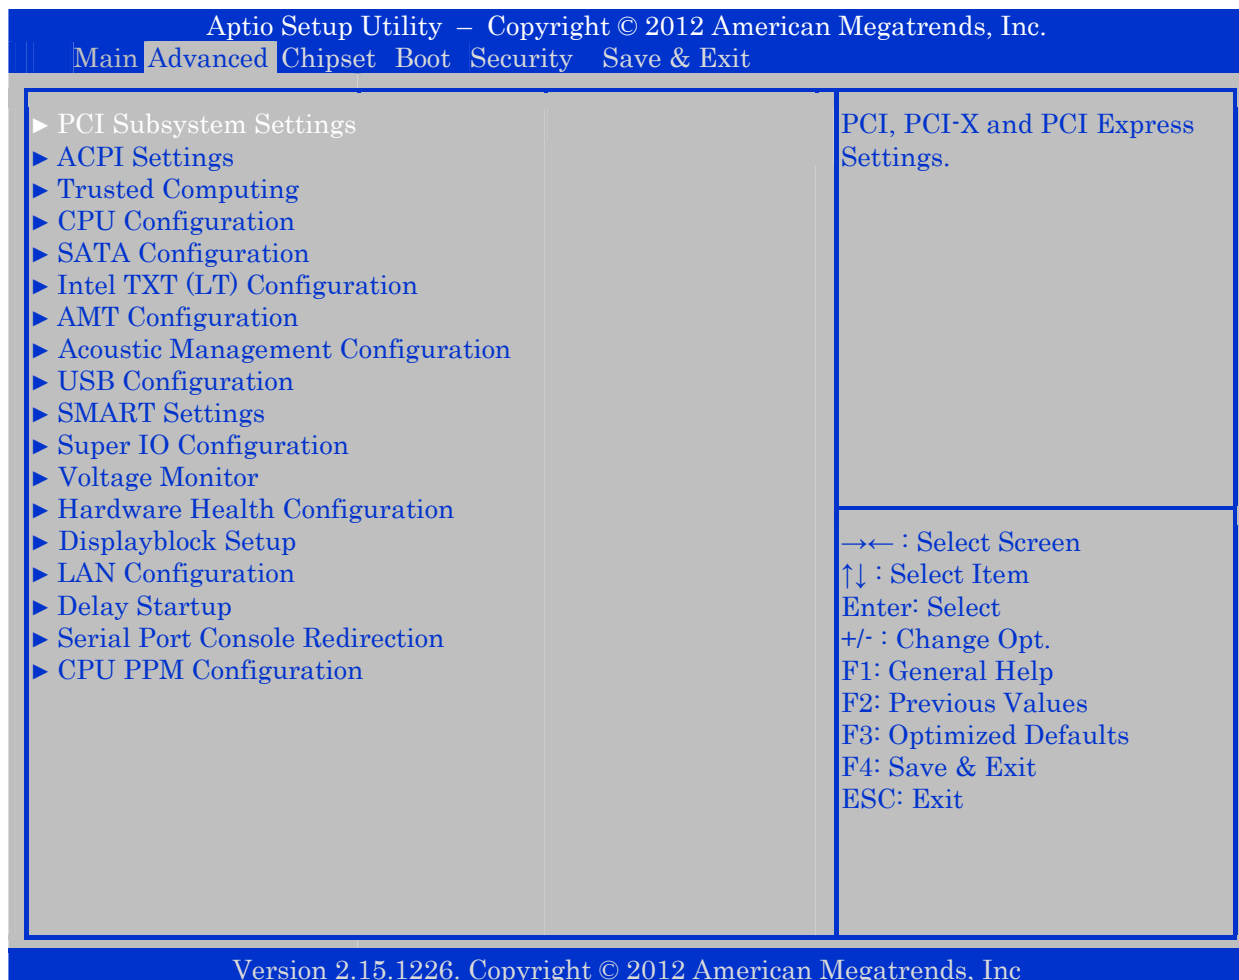 Aptio Setup Utility – Copyright © 2012 American Megatrends, Inc.
Main Advanced Chipset Boot Security Save & Exit
► PCI Subsystem Settings
► ACPI Settings
► Trusted Computing
► CPU Configuration
► SATA Configuration
► Intel TXT (LT) Configuration
► AMT Configuration
► Acoustic Management Configuration
► USB Configuration
► SMART Settings
► Super IO Configuration
► Voltage Monitor
► Hardware Health Configuration
► Displayblock Setup
► LAN Configuration
► Delay Startup
► Serial Port Console Redirection
► CPU PPM Configuration
PCI, PCI-X and PCI Express
Settings.
→← : Select Screen
↑↓ : Select Item
Enter: Select
+/- : Change Opt.
F1: General Help
F2: Previous Values
F3: Optimized Defaults
F4: Save & Exit
ESC: Exit
Version 2.15.1226. Copyright © 2012 American Megatrends, Inc